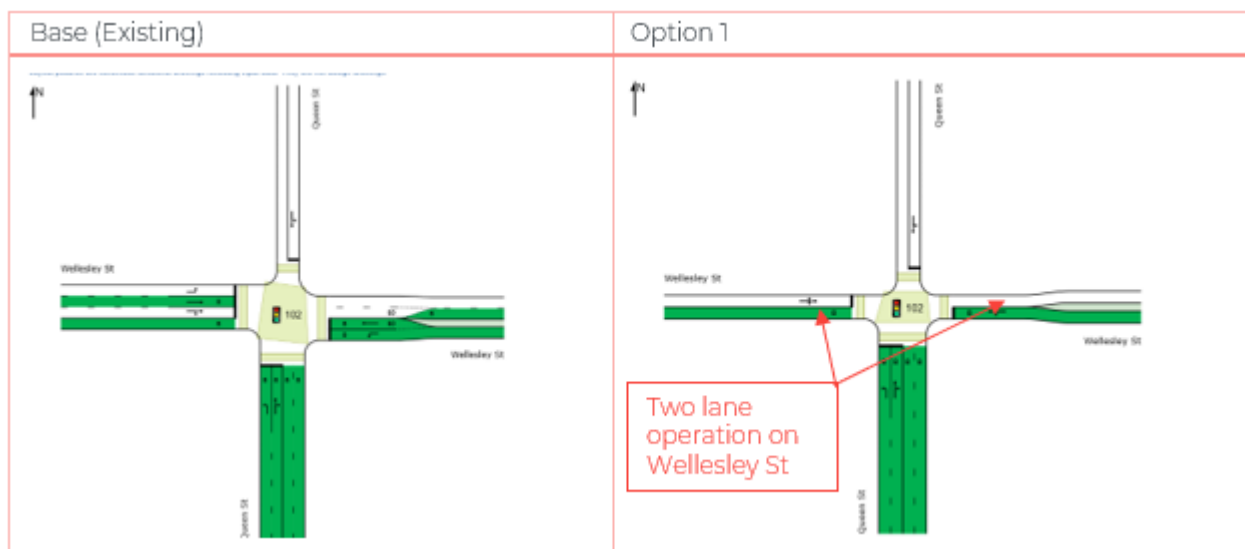 Base (Existing)
Option 1
N
Queen St
Wellesley St
102
Wellesley St
Queen St
N
Queen St
Wellesley St
102
Wellesley St
Two lane
operation on
Wellesley St
Queen St